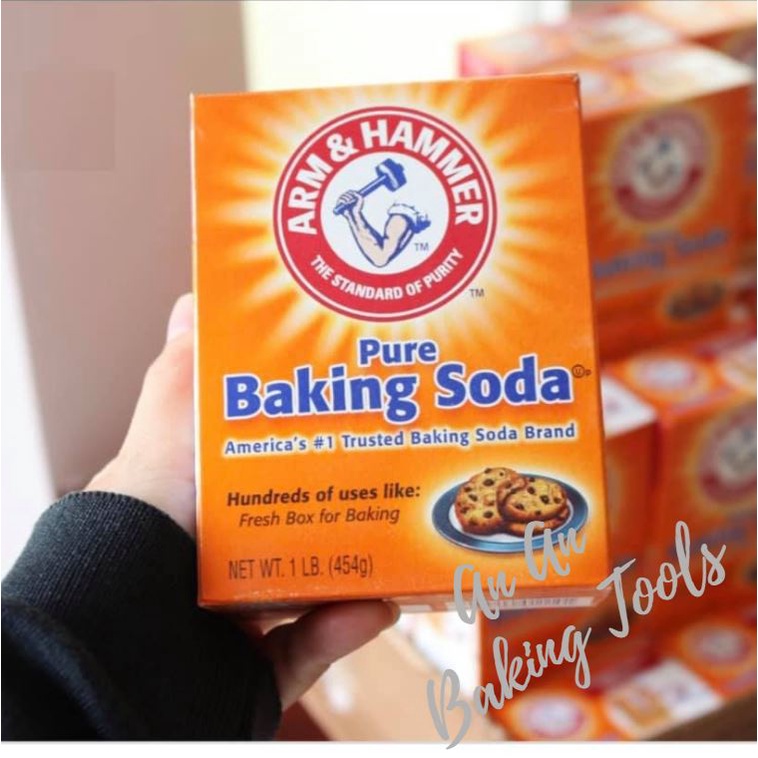 ARM & HAMMER
TM
THE STANDARD OF PURITY
TM
Pure
Baking Soda
America's #1 Trusted Baking Soda Brand
Hundreds of uses like:
Fresh Box for Baking
NET WT. 1 LB. (454g)
An An
Baking Tools